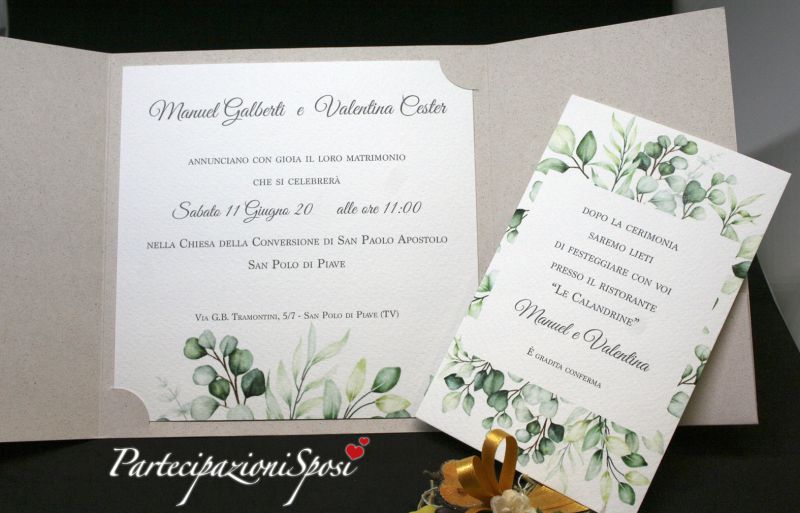 Manuel Galberti e Valentina Cester
annunciano con gioia il loro matrimonio
che si celebrerà
Sabato 11 Giugno 20 alle ore 11:00
nella Chiesa della Conversione di San Paolo Apostolo
San Polo di Piave
Via G.B. Tramontini, 5/7 - San Polo di Piave (TV)
dopo la cerimonia
saremo lieti
di festeggiare con voi
presso il ristorante
“Le Calandrine”
Manuel e Valentina
È gradita conferma
PartecipazioniSposi